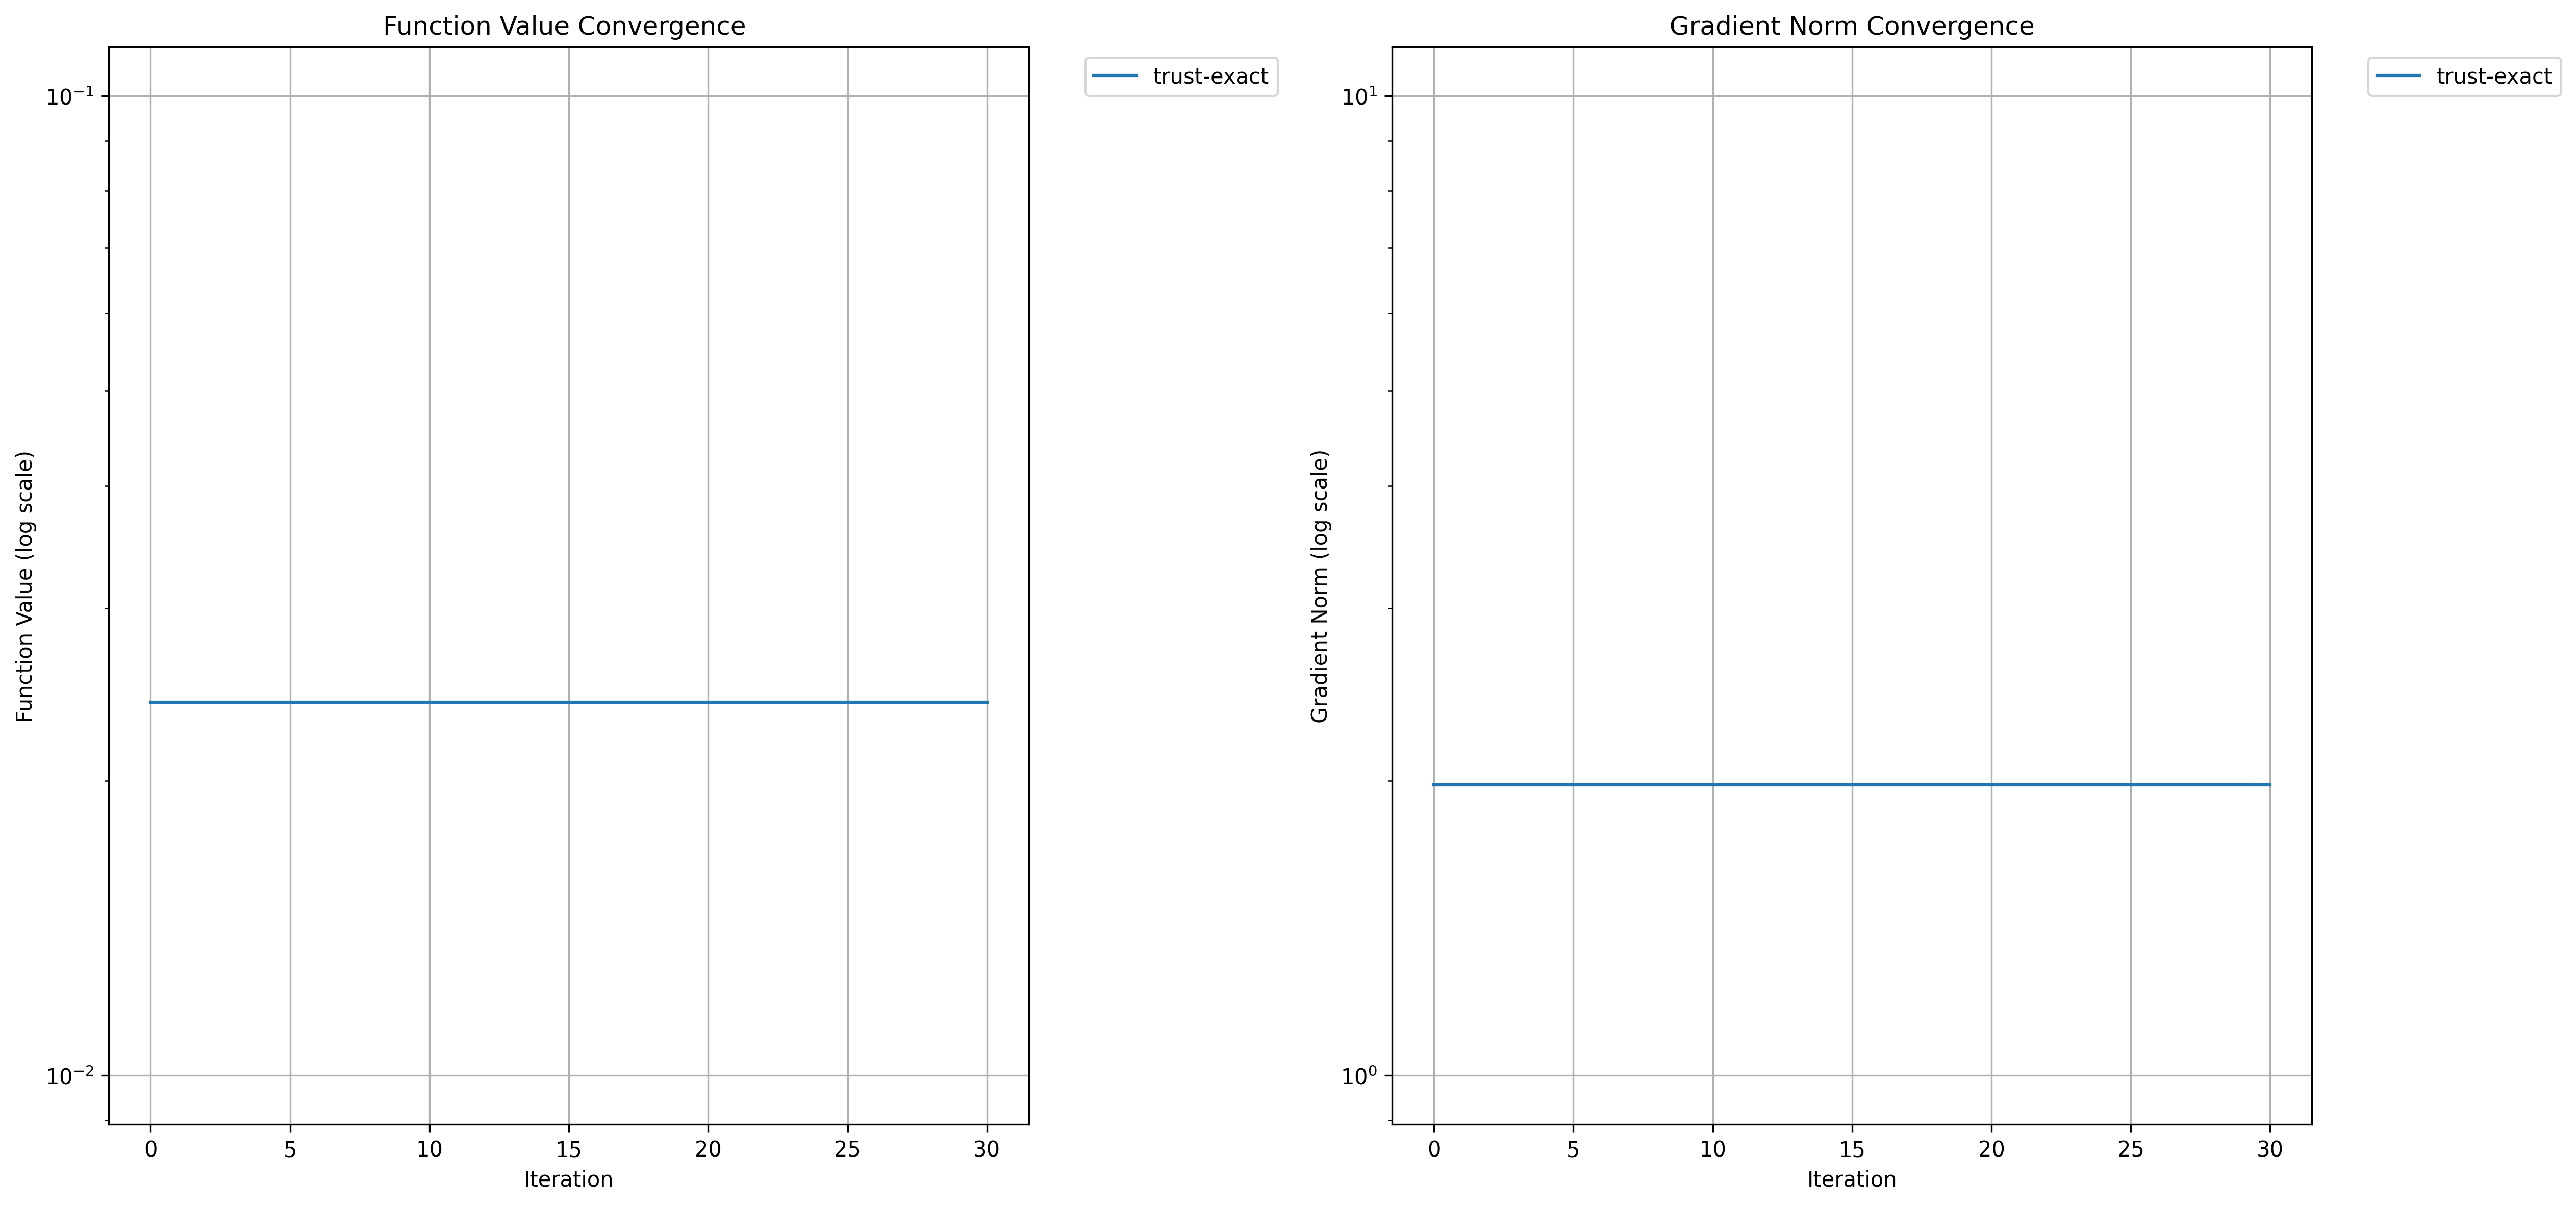 Function Value Convergence
trust-exact
Function Value (log scale)
10⁻¹
10⁻²
0 5 10 15 20 25 30
Iteration
Gradient Norm Convergence
trust-exact
Gradient Norm (log scale)
10¹
10⁰
0 5 10 15 20 25 30
Iteration